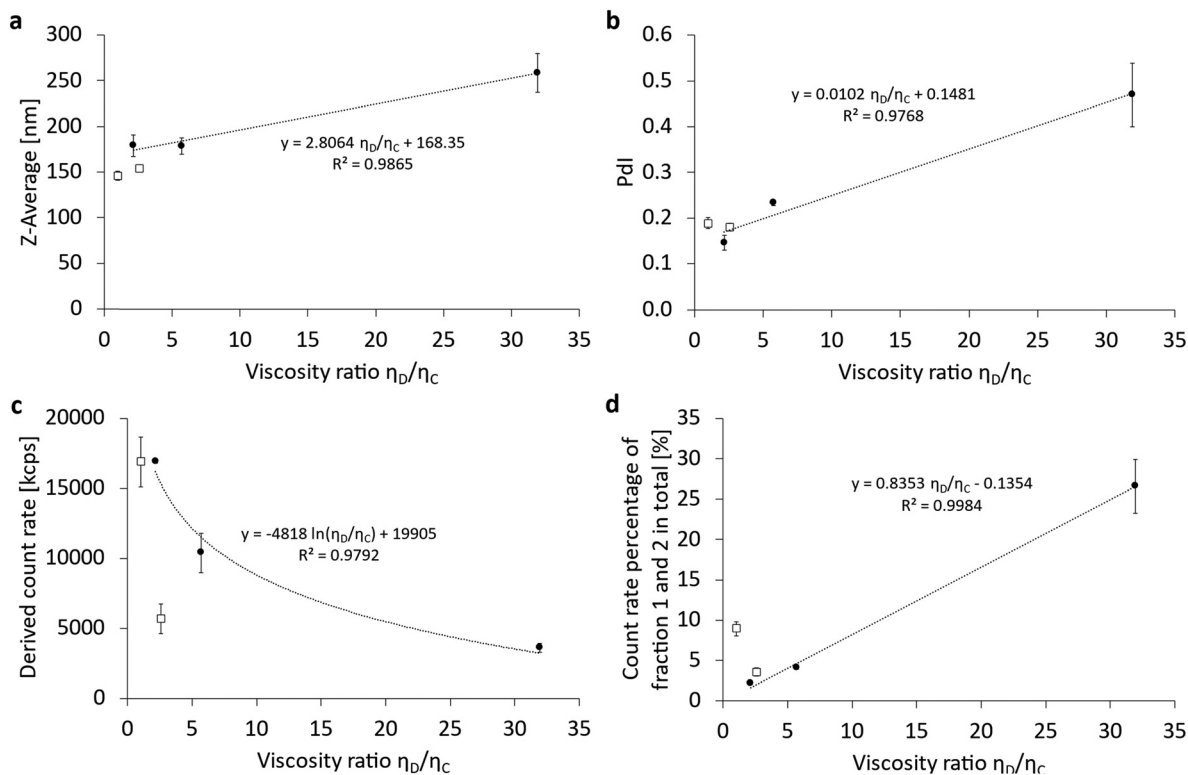 a
Z-Average [nm]
300
250
200
150
100
50
0
y = 2.8064 ηD/ηC + 168.35
R² = 0.9865
0 5 10 15 20 25 30 35
Viscosity ratio ηD/ηC
b
PdI
0.6
0.5
0.4
0.3
0.2
0.1
0.0
y = 0.0102 ηD/ηC + 0.1481
R² = 0.9768
0 5 10 15 20 25 30 35
Viscosity ratio ηD/ηC
c
Derived count rate [kcps]
20000
15000
10000
5000
0
y = -4818 ln(ηD/ηC) + 19905
R² = 0.9792
0 5 10 15 20 25 30 35
Viscosity ratio ηD/ηC
d
Count rate percentage of
fraction 1 and 2 in total [%]
35
30
25
20
15
10
5
0
y = 0.8353 ηD/ηC - 0.1354
R² = 0.9984
0 5 10 15 20 25 30 35
Viscosity ratio ηD/ηC